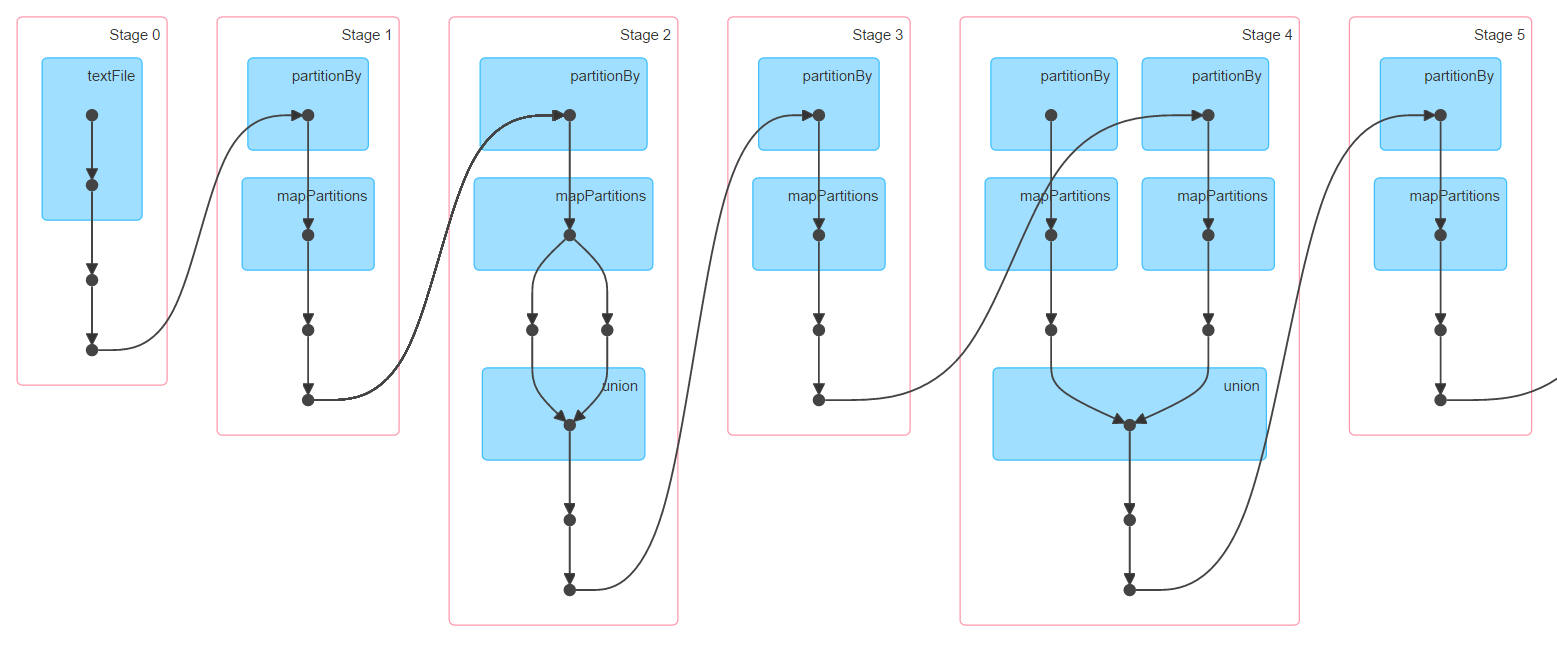 Stage 0
textFile
Stage 1
partitionBy
mapPartitions
Stage 2
partitionBy
mapPartitions
union
Stage 3
partitionBy
mapPartitions
Stage 4
partitionBy
partitionBy
mapPartitions
mapPartitions
union
Stage 5
partitionBy
mapPartitions